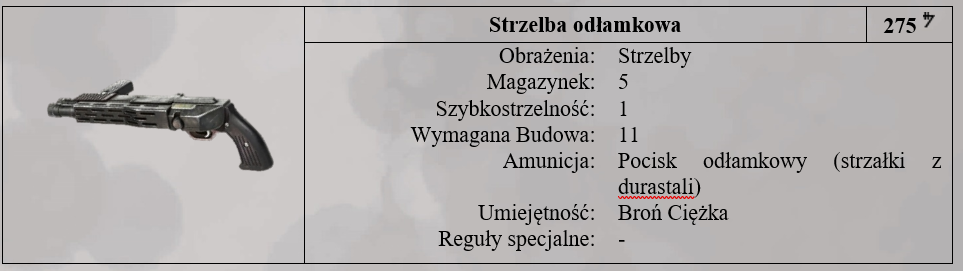 Strzelba odłamkowa
275
Obrażenia: Strzelby
Magazynek: 5
Szybkostrzelność: 1
Wymagana Budowa: 11
Amunicja: Pocisk odłamkowy (strzałki z
durastali)
Umiejętność: Broń Ciężka
Reguły specjalne: -